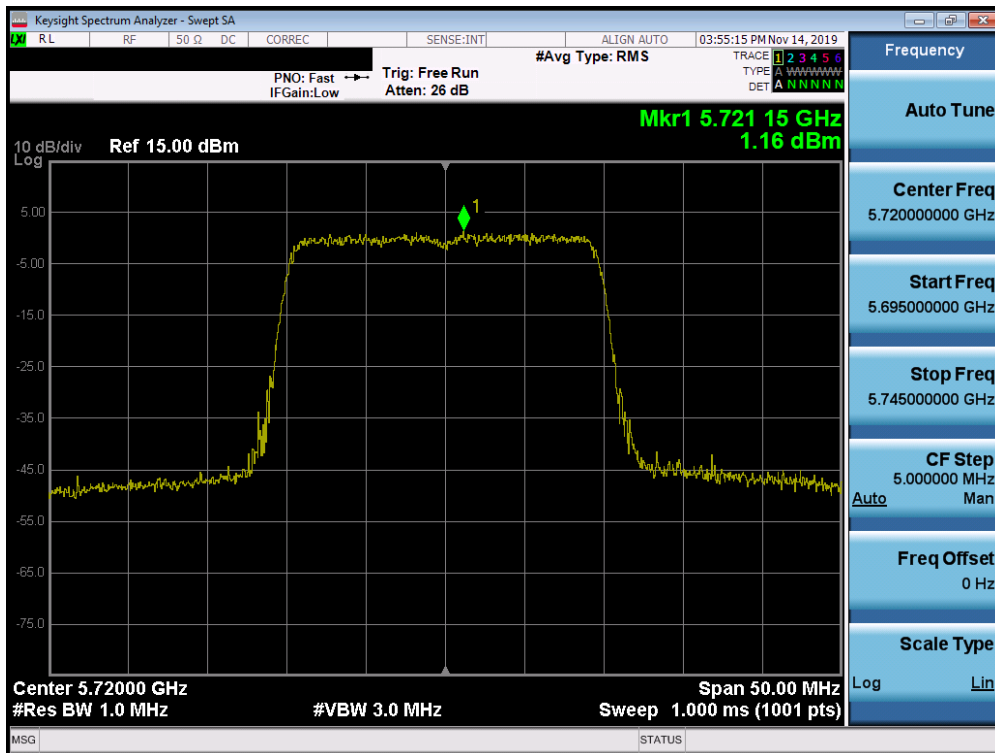 Keysight Spectrum Analyzer - Swept SA
LXI RL RF 50 Ω DC CORREC SENSE:INT ALIGN AUTO 03:55:15 PM Nov 14, 2019
#Avg Type: RMS TRACE 1 2 3 4 5 6
PNO: Fast Trig: Free Run TYPE A WWWWW
IFGain:Low Atten: 26 dB DET A N N N N N
Mkr1 5.721 15 GHz
1.16 dBm
10 dB/div Ref 15.00 dBm
Log
1
5.00
-5.00
-15.0
-25.0
-35.0
-45.0
-55.0
-65.0
-75.0
Center 5.72000 GHz Span 50.00 MHz
#Res BW 1.0 MHz #VBW 3.0 MHz Sweep 1.000 ms (1001 pts)
MSG STATUS
Frequency
Auto Tune
Center Freq
5.720000000 GHz
Start Freq
5.695000000 GHz
Stop Freq
5.745000000 GHz
CF Step
5.000000 MHz
Auto Man
Freq Offset
0 Hz
Scale Type
Log Lin